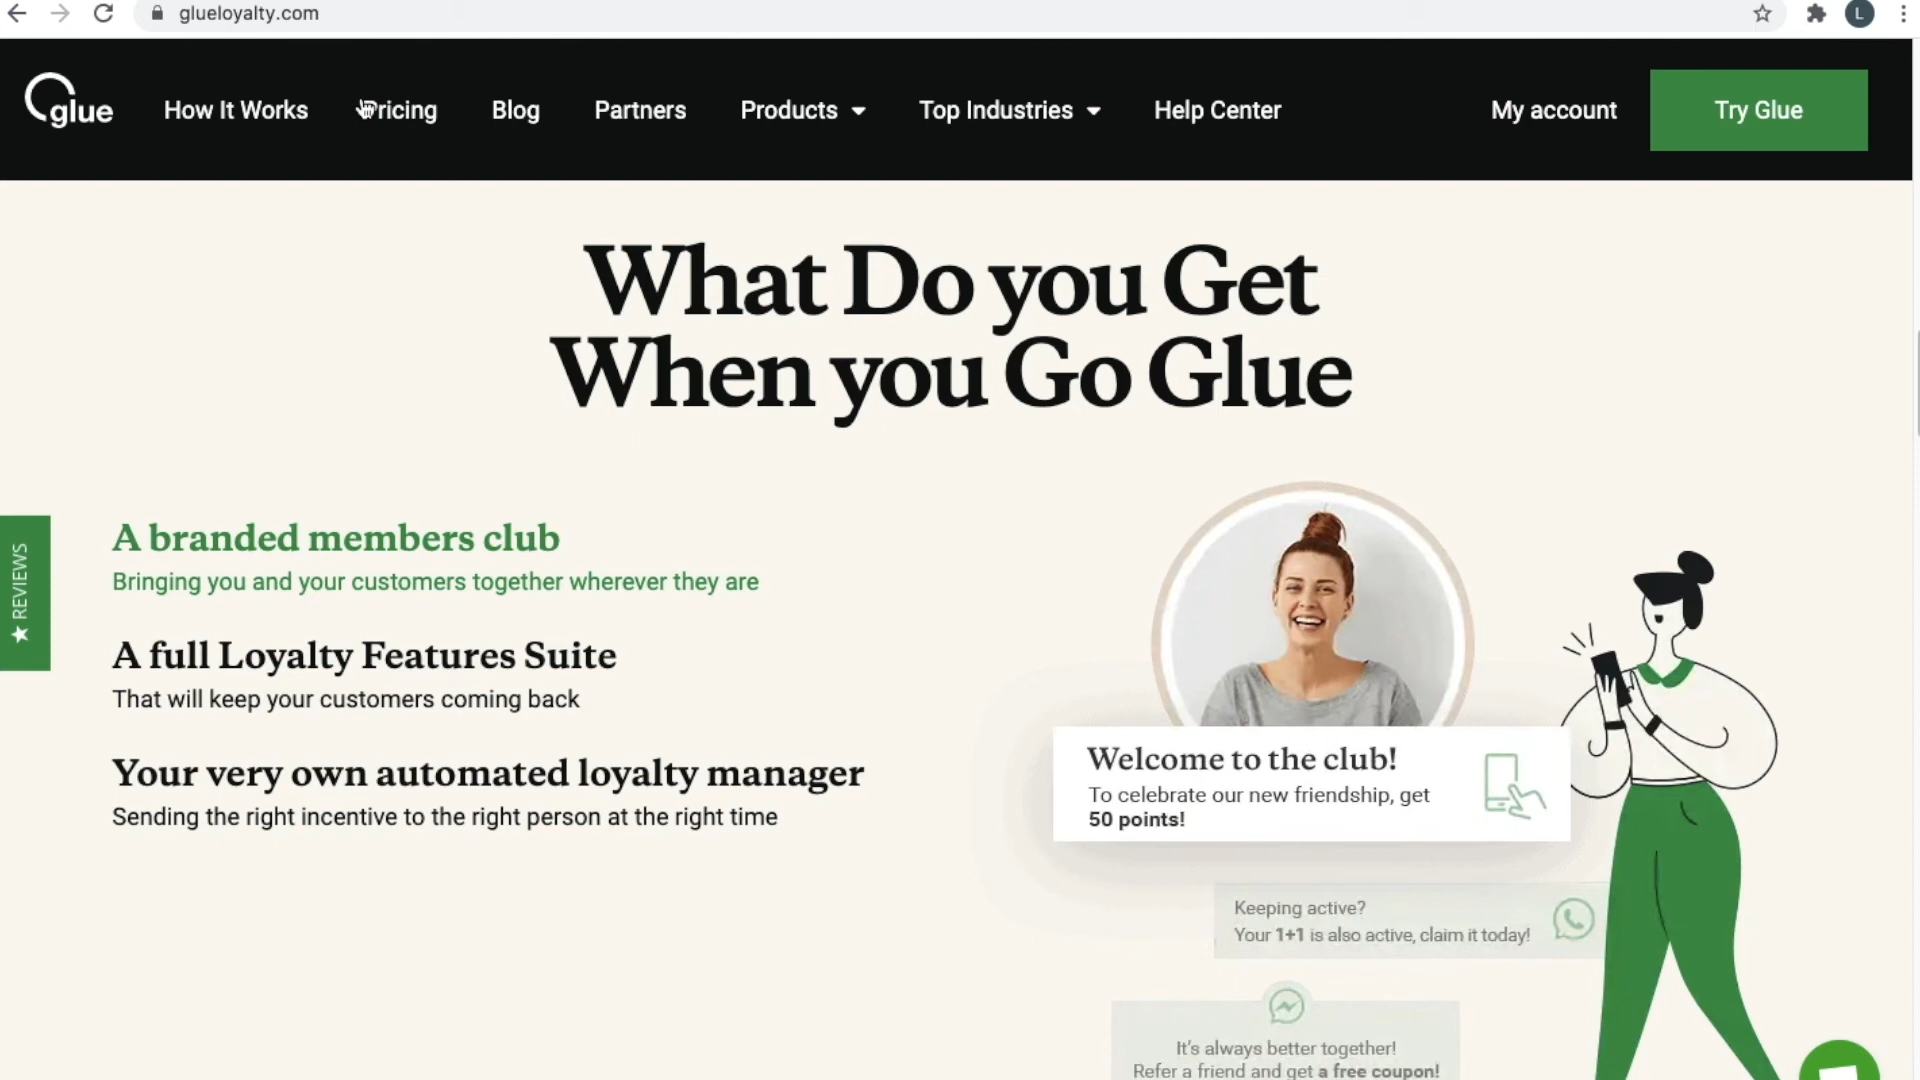 glueloyalty.com
L
glue
How It Works
Pricing
Blog
Partners
Products
Top Industries
Help Center
My account
Try Glue
What Do you Get
When you Go Glue
REVIEWS
A branded members club
Bringing you and your customers together wherever they are
A full Loyalty Features Suite
That will keep your customers coming back
Your very own automated loyalty manager
Sending the right incentive to the right person at the right time
Welcome to the club!
To celebrate our new friendship, get
50 points!
Keeping active?
Your 1+1 is also active, claim it today!
It's always better together!
Refer a friend and get a free coupon!